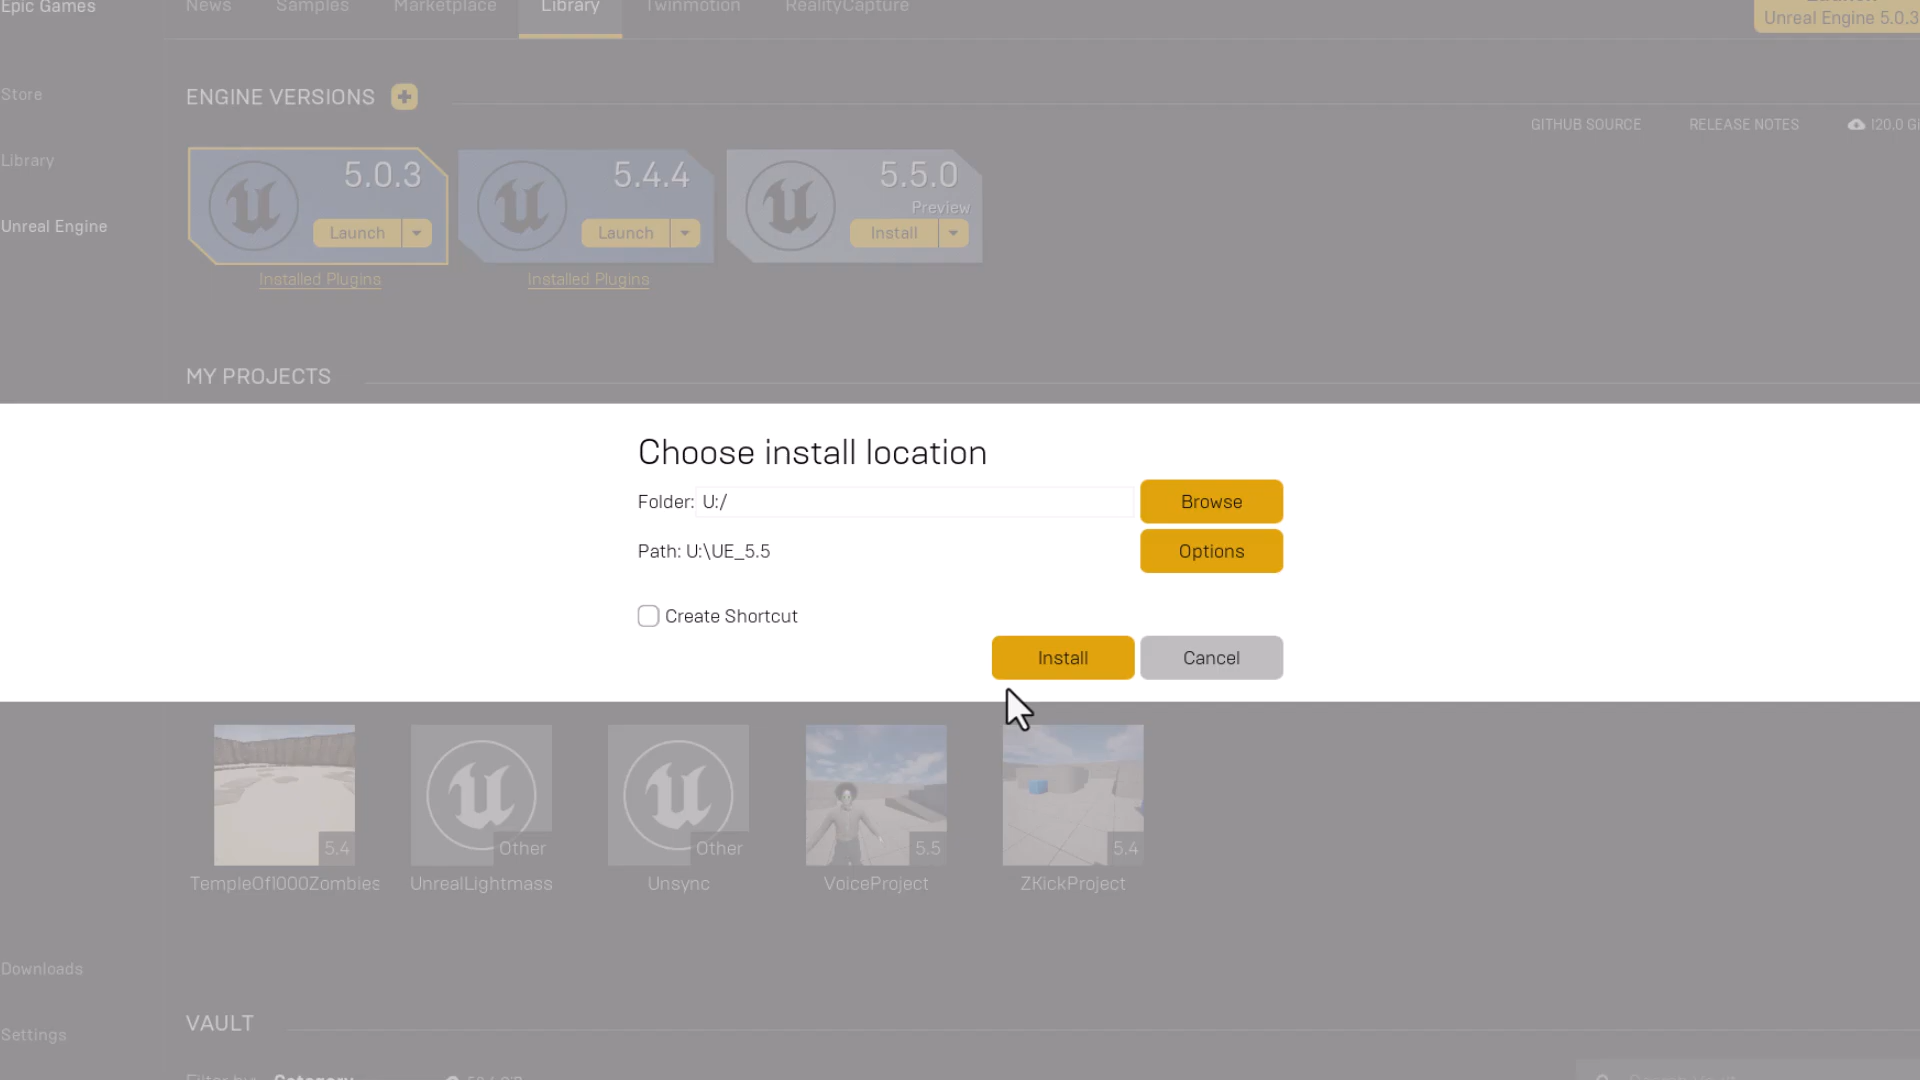 Epic Games
News Samples Marketplace Library Twinmotion RealityCapture
Unreal Engine 5.0.3
Store
ENGINE VERSIONS
GITHUB SOURCE RELEASE NOTES
Library
5.0.3 5.4.4 5.5.0
Preview
Unreal Engine
Launch Launch Install
Installed Plugins Installed Plugins
MY PROJECTS
Choose install location
Folder: U:/ Browse
Path: U:\UE_5.5 Options
Create Shortcut
Install Cancel
5.4 Other Other 5.5 5.4
TempleOf1000Zombies UnrealLightmass Unsync VoiceProject ZKickProject
Downloads
VAULT
Settings